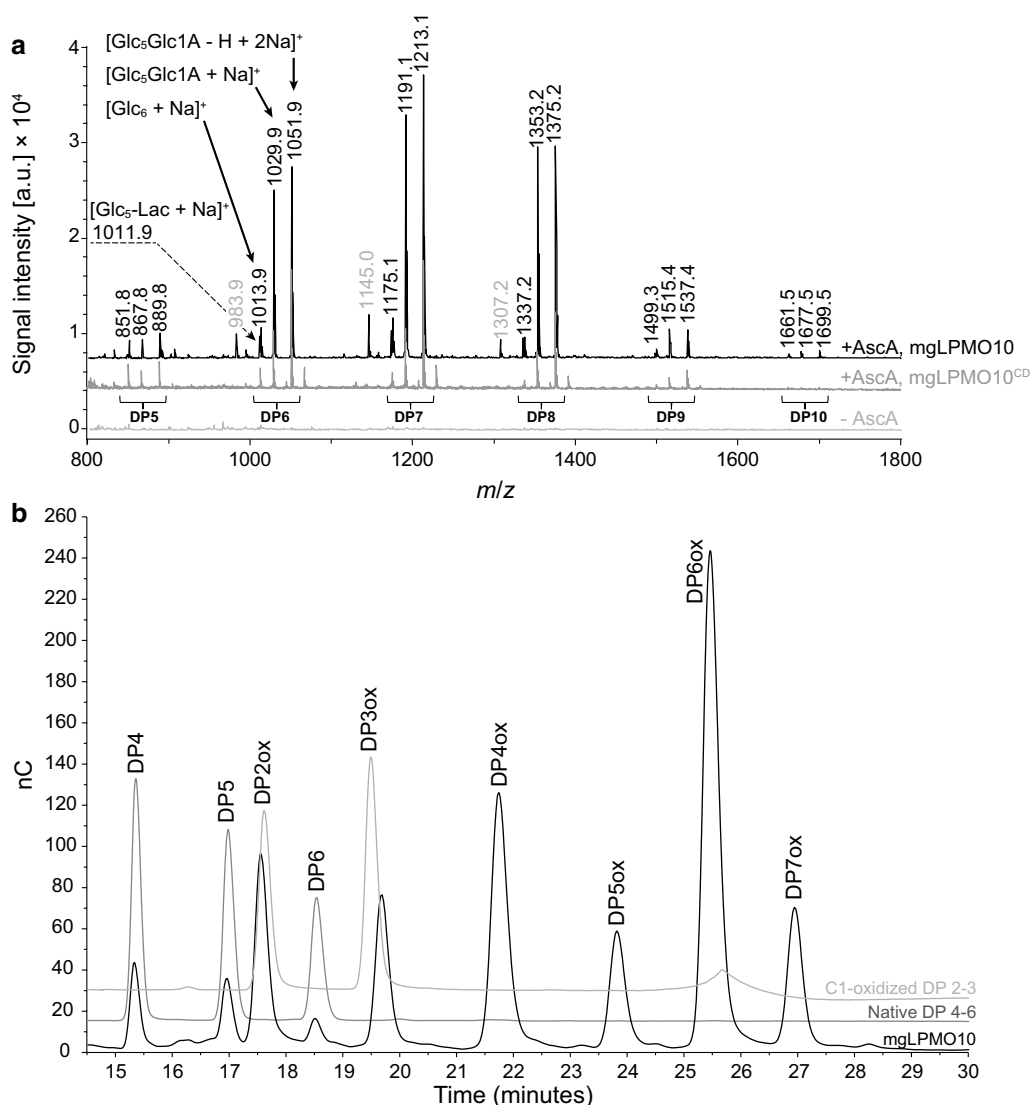 a
[Glc₅Glc1A - H + 2Na]⁺
[Glc₅Glc1A + Na]⁺
[Glc₆ + Na]⁺
[Glc₅-Lac + Na]⁺
1011.9
Signal intensity [a.u.] × 10⁴
4
3
2
1
0
851.8
867.8
889.8
983.9
1013.9
1029.9
1051.9
1145.0
1175.1
1191.1
1213.1
1307.2
1337.2
1353.2
1375.2
1499.3
1515.4
1537.4
1661.5
1677.5
1699.5
+AscA, mgLPMO10
+AscA, mgLPMO10ᶜᴰ
DP5 DP6 DP7 DP8 DP9 DP10
- AscA
800 1000 1200 1400 1600 1800
m/z
b
nC
260
240
220
200
180
160
140
120
100
80
60
40
20
0
DP4
DP5
DP2ox
DP6
DP3ox
DP4ox
DP5ox
DP6ox
DP7ox
C1-oxidized DP 2-3
Native DP 4-6
mgLPMO10
15 16 17 18 19 20 21 22 23 24 25 26 27 28 29 30
Time (minutes)